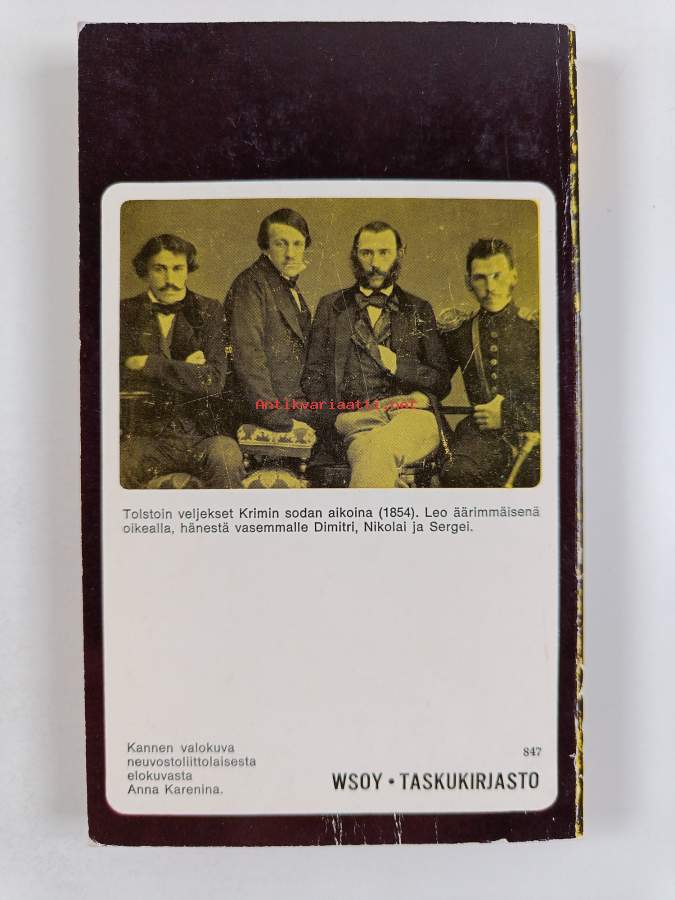 Antikvariaatti.net
Tolstoin veljekset Krimin sodan aikoina (1854). Leo äärimmäisenä
oikealla, hänestä vasemmalle Dimitri, Nikolai ja Sergei.
Kannen valokuva
neuvostoliittolaisesta
elokuvasta
Anna Karenina.
847
WSOY • TASKUKIRJASTO